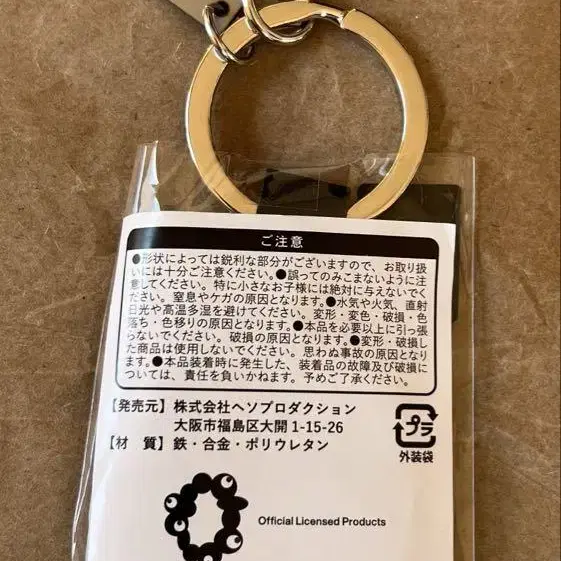 ご注意
●形状によっては鋭利な部分がございますので、お取り扱
いには十分ご注意ください。●誤ってのみこまないように注
意してください。特に小さなお子様には絶対に与えないでく
ださい。窒息やケガの原因となります。●水気や火気、直射
日光や高温多湿を避けてください。変形・変色・破損・色
落ち・色移りの原因となります。●本品を必要以上に引っ張
らないでください。破損の原因となります。●変形・破損し
た商品は使用しないでください。思わぬ事故の原因となり
ます。●本品装着時に発生した、装着品の故障及び破損に
ついては、責任を負いかねます。予めご了承ください。
【発売元】株式会社ヘソプロダクション
大阪市福島区大開 1-15-26
【材 質】鉄・合金・ポリウレタン
プラ
外装袋
Official Licensed Products